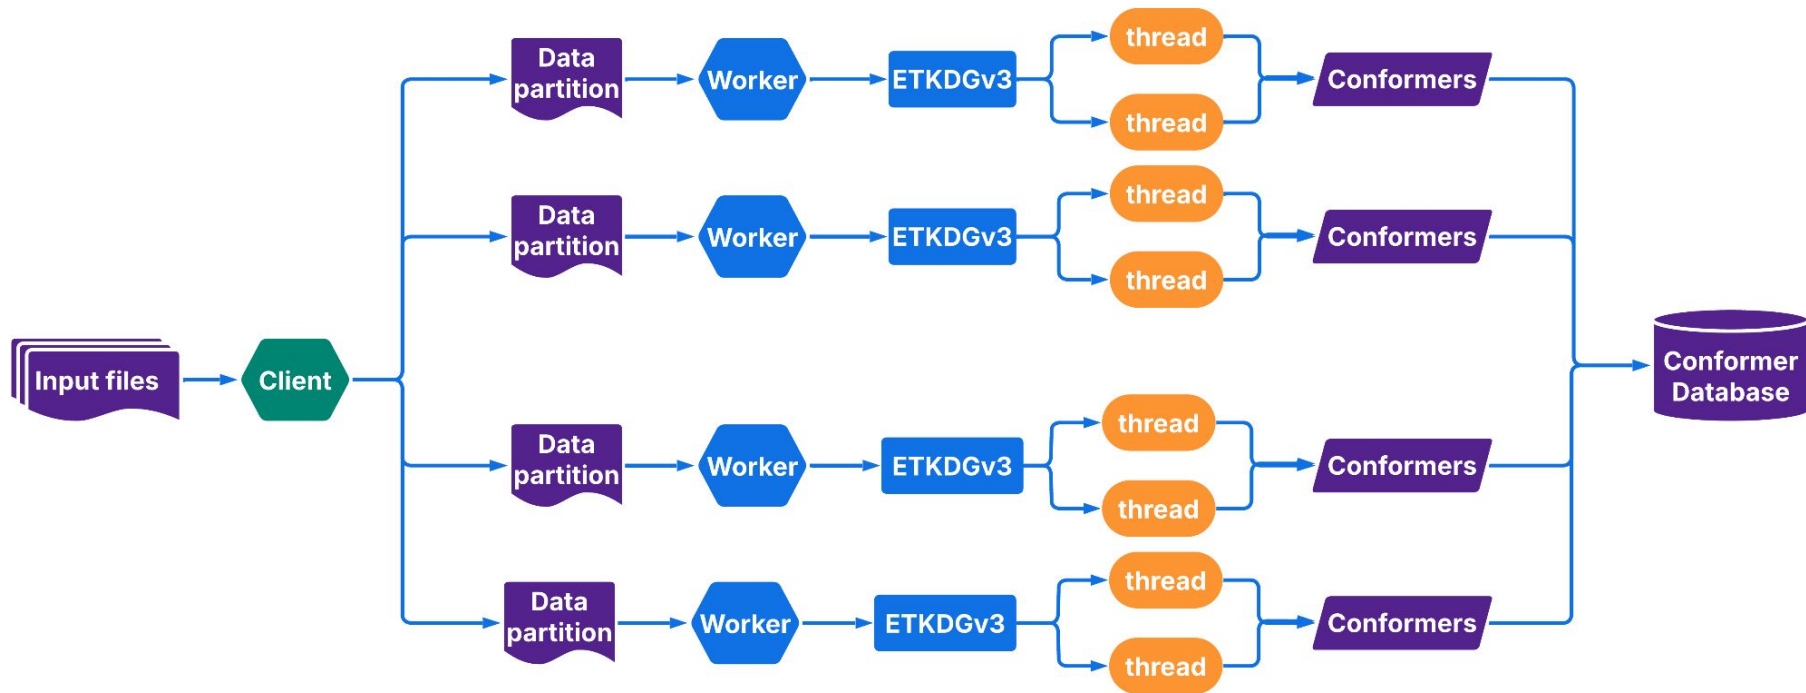 Input files
Client
Data
partition
Worker
ETKDGv3
thread
thread
Conformers
Data
partition
Worker
ETKDGv3
thread
thread
Conformers
Data
partition
Worker
ETKDGv3
thread
thread
Conformers
Data
partition
Worker
ETKDGv3
thread
thread
Conformers
Conformer
Database